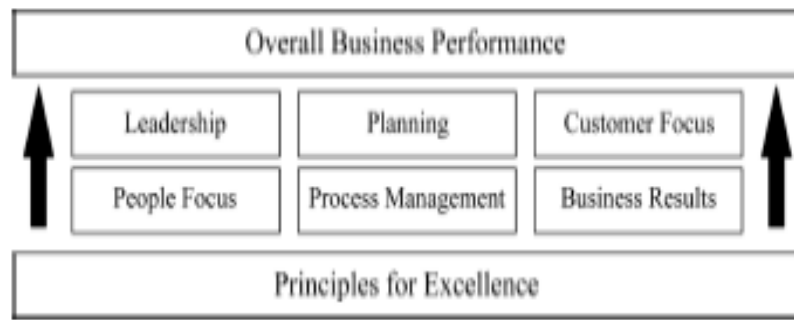 Overall Business Performance
Leadership
Planning
Customer Focus
People Focus
Process Management
Business Results
Principles for Excellence